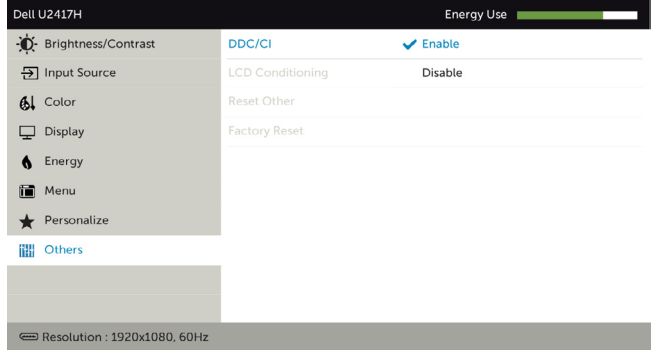 Dell U2417H Energy Use
Brightness/Contrast DDC/CI Enable
Input Source LCD Conditioning Disable
Color Reset Other
Display Factory Reset
Energy
Menu
Personalize
Others
Resolution : 1920x1080, 60Hz